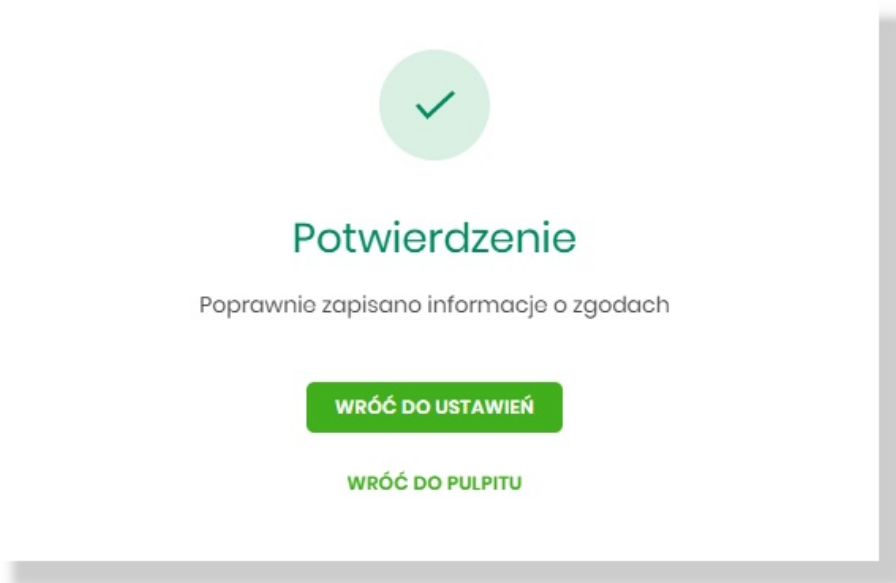 Potwierdzenie
Poprawnie zapisano informacje o zgodach
WRÓĆ DO USTAWIEŃ
WRÓĆ DO PULPITU